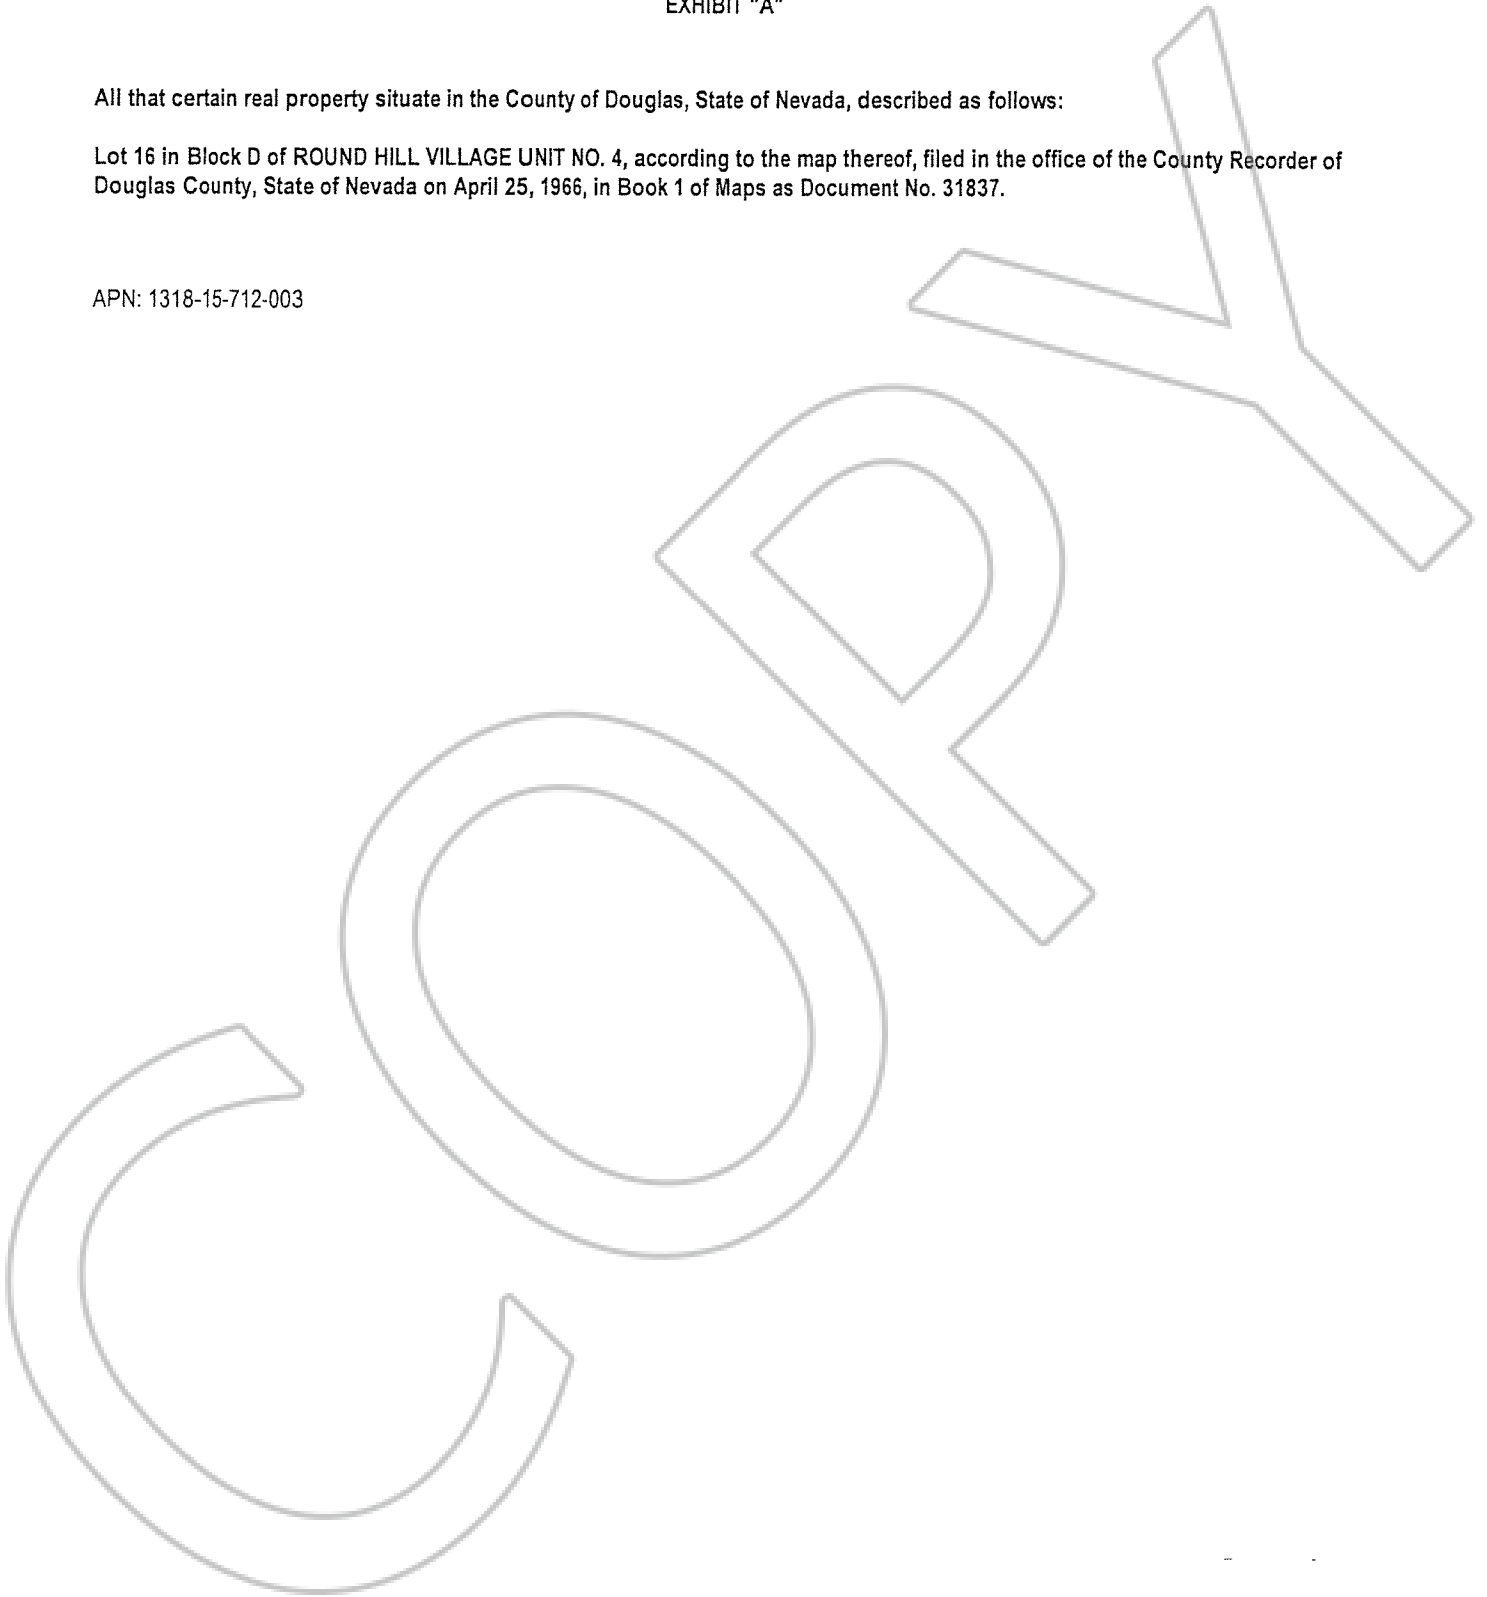 EXHIBIT "A"
All that certain real property situate in the County of Douglas, State of Nevada, described as follows:
Lot 16 in Block D of ROUND HILL VILLAGE UNIT NO. 4, according to the map thereof, filed in the office of the County Recorder of
Douglas County, State of Nevada on April 25, 1966, in Book 1 of Maps as Document No. 31837.
APN: 1318-15-712-003
COPY